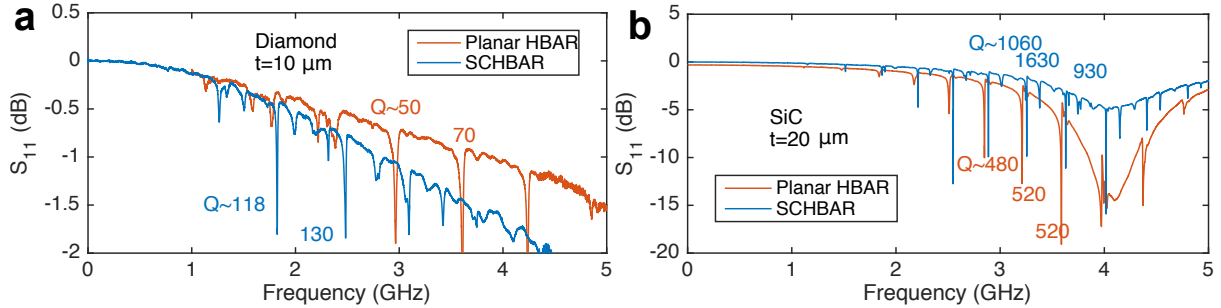 a
Diamond
t=10 μm
Planar HBAR
SCHBAR
Q~50
70
Q~118
130
S11 (dB)
0
-0.5
-1
-1.5
-2
0 1 2 3 4 5
Frequency (GHz)
b
Q~1060
1630
930
SiC
t=20 μm
Q~480
520
520
Planar HBAR
SCHBAR
S11 (dB)
5
0
-5
-10
-15
-20
0 1 2 3 4 5
Frequency (GHz)